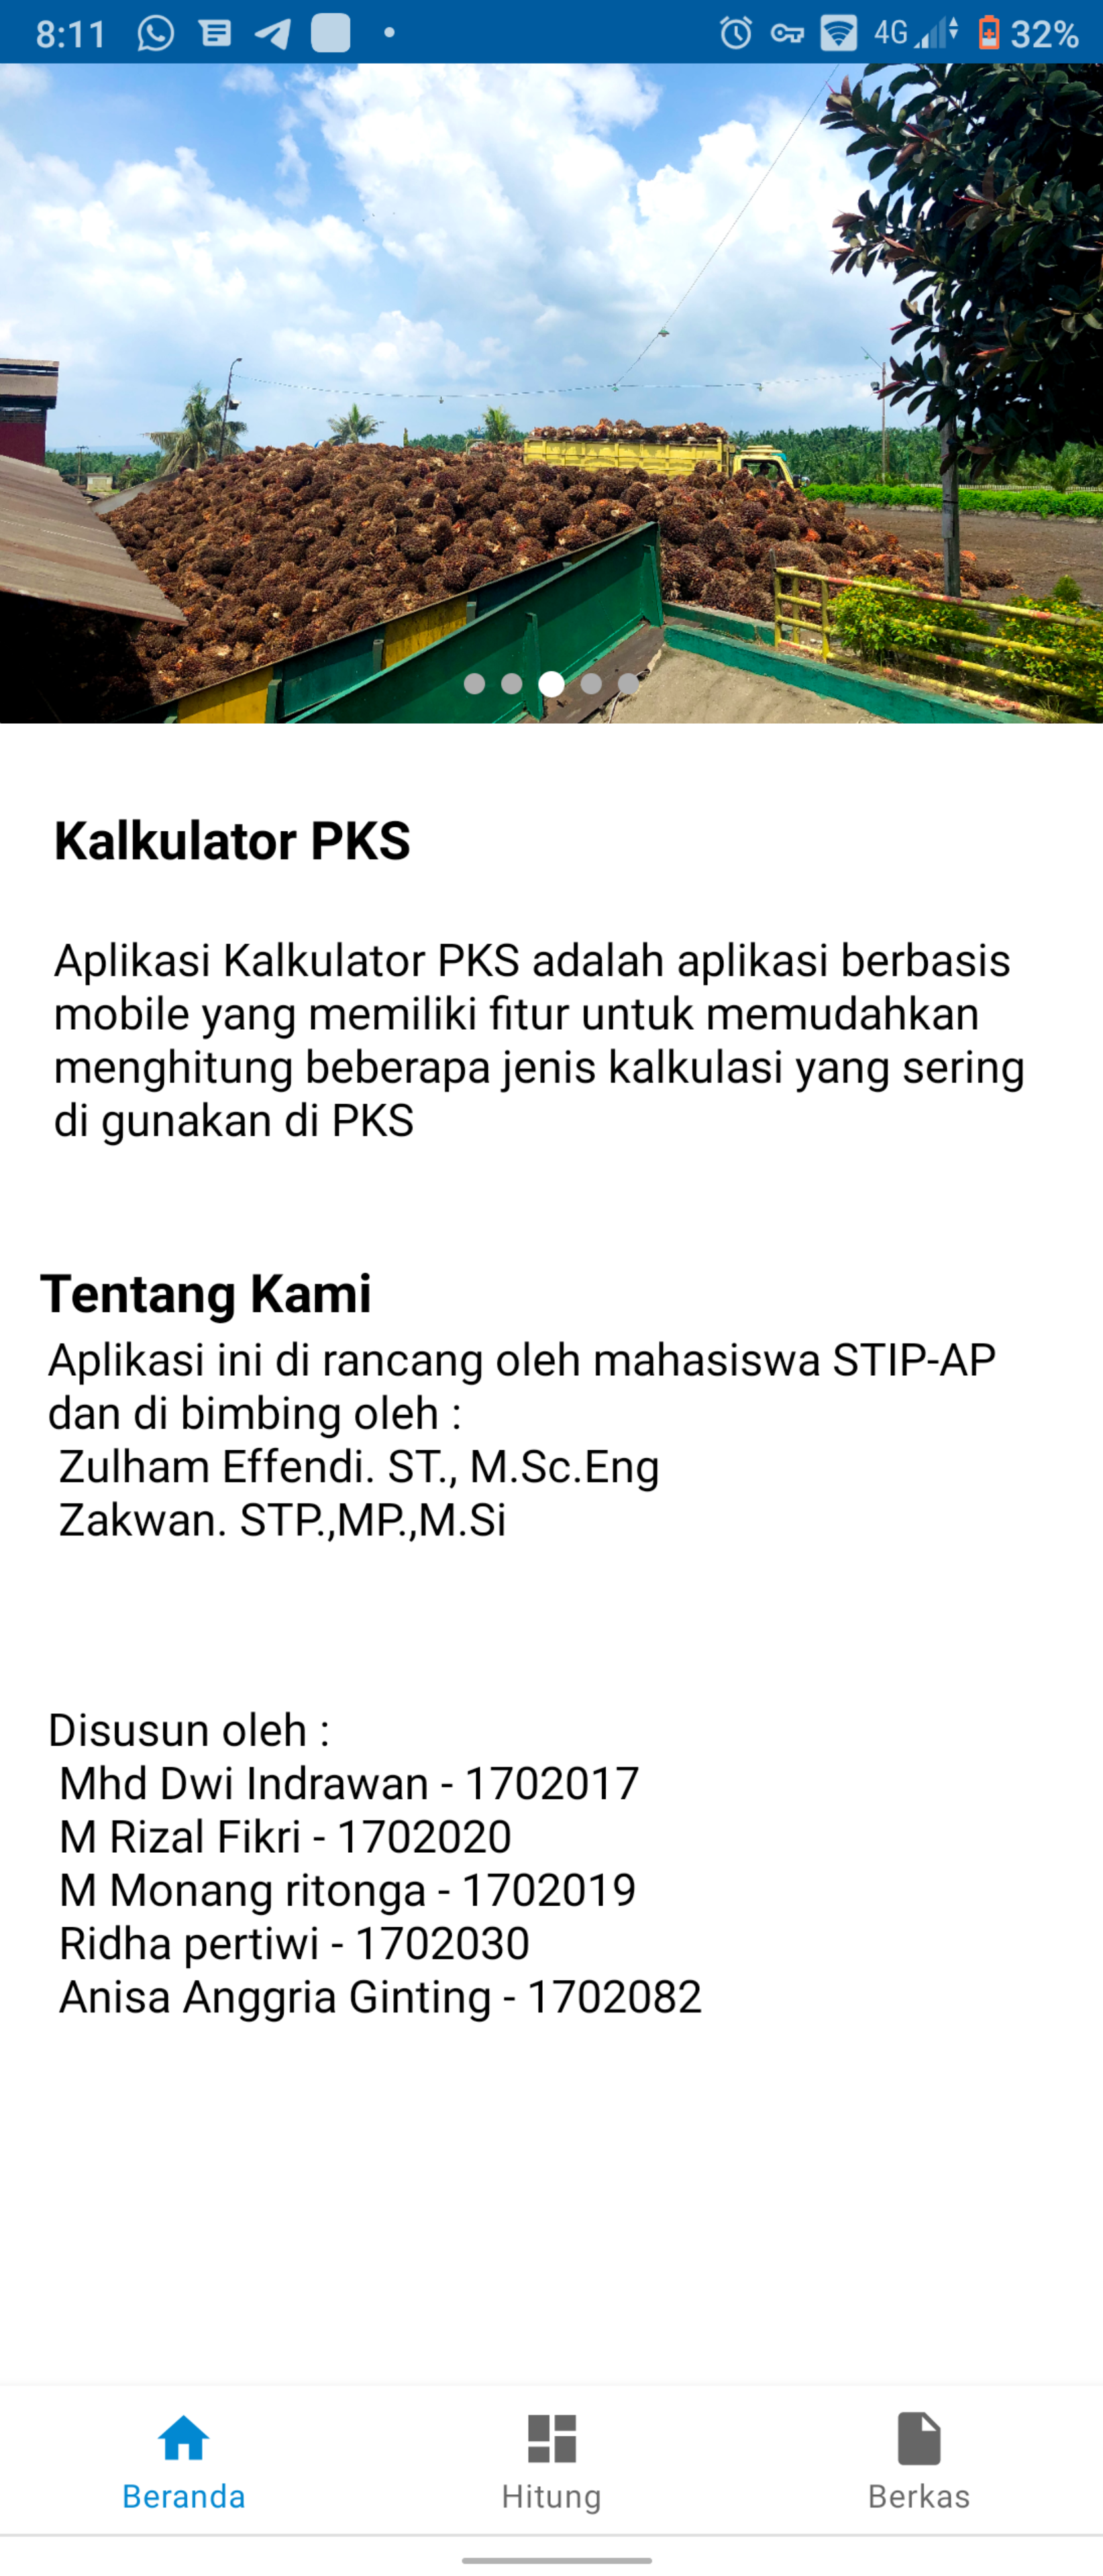 8:11 4G 32%
Kalkulator PKS
Aplikasi Kalkulator PKS adalah aplikasi berbasis
mobile yang memiliki fitur untuk memudahkan
menghitung beberapa jenis kalkulasi yang sering
di gunakan di PKS
Tentang Kami
Aplikasi ini di rancang oleh mahasiswa STIP-AP
dan di bimbing oleh :
Zulham Effendi. ST., M.Sc.Eng
Zakwan. STP.,MP.,M.Si
Disusun oleh :
Mhd Dwi Indrawan - 1702017
M Rizal Fikri - 1702020
M Monang ritonga - 1702019
Ridha pertiwi - 1702030
Anisa Anggria Ginting - 1702082
Beranda Hitung Berkas